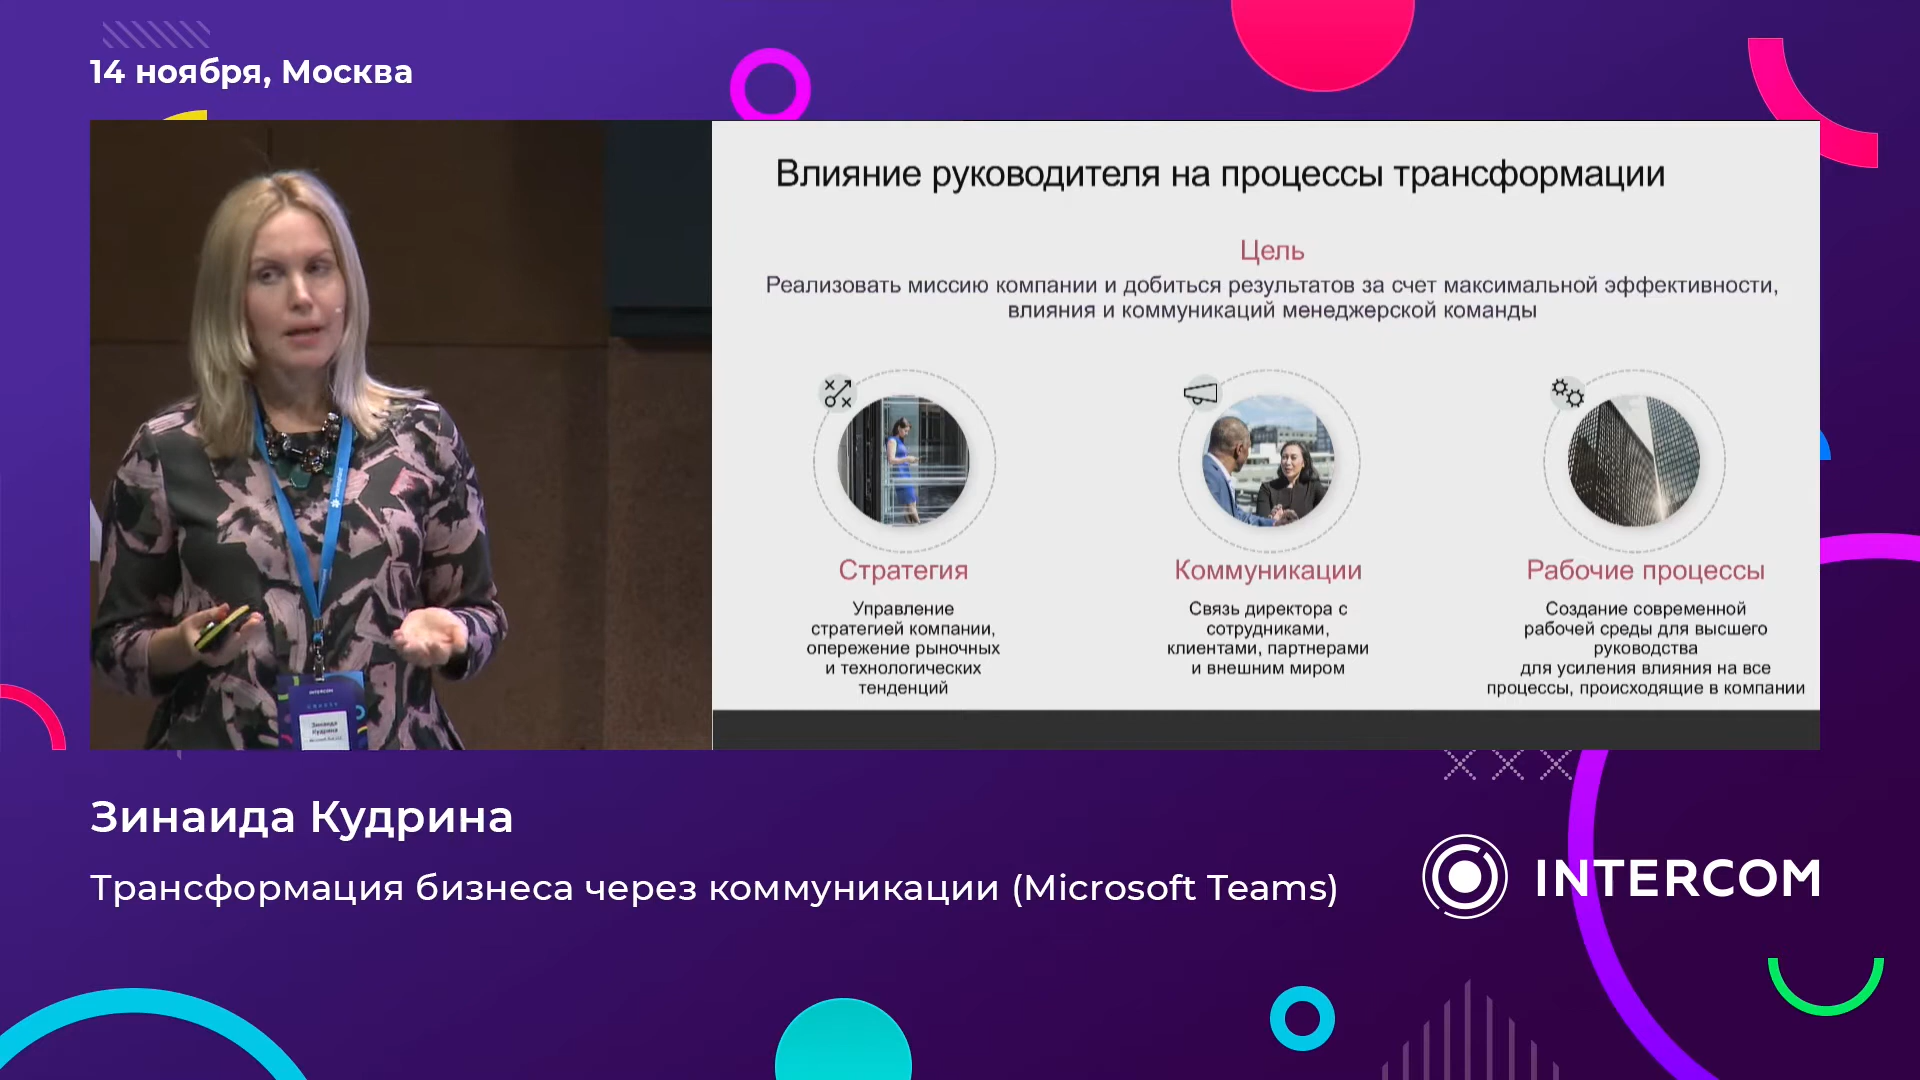 14 ноября, Москва
Влияние руководителя на процессы трансформации
Цель
Реализовать миссию компании и добиться результатов за счет максимальной эффективности,
влияния и коммуникаций менеджерской команды
Стратегия
Управление
стратегией компании,
опережение рыночных
и технологических
тенденций
Коммуникации
Связь директора с
сотрудниками,
клиентами, партнерами
и внешним миром
Рабочие процессы
Создание современной
рабочей среды для высшего
руководства
для усиления влияния на все
процессы, происходящие в компании
INTERCOM
Зинаида
Кудрина
Зинаида Кудрина
Трансформация бизнеса через коммуникации (Microsoft Teams)
INTERCOM